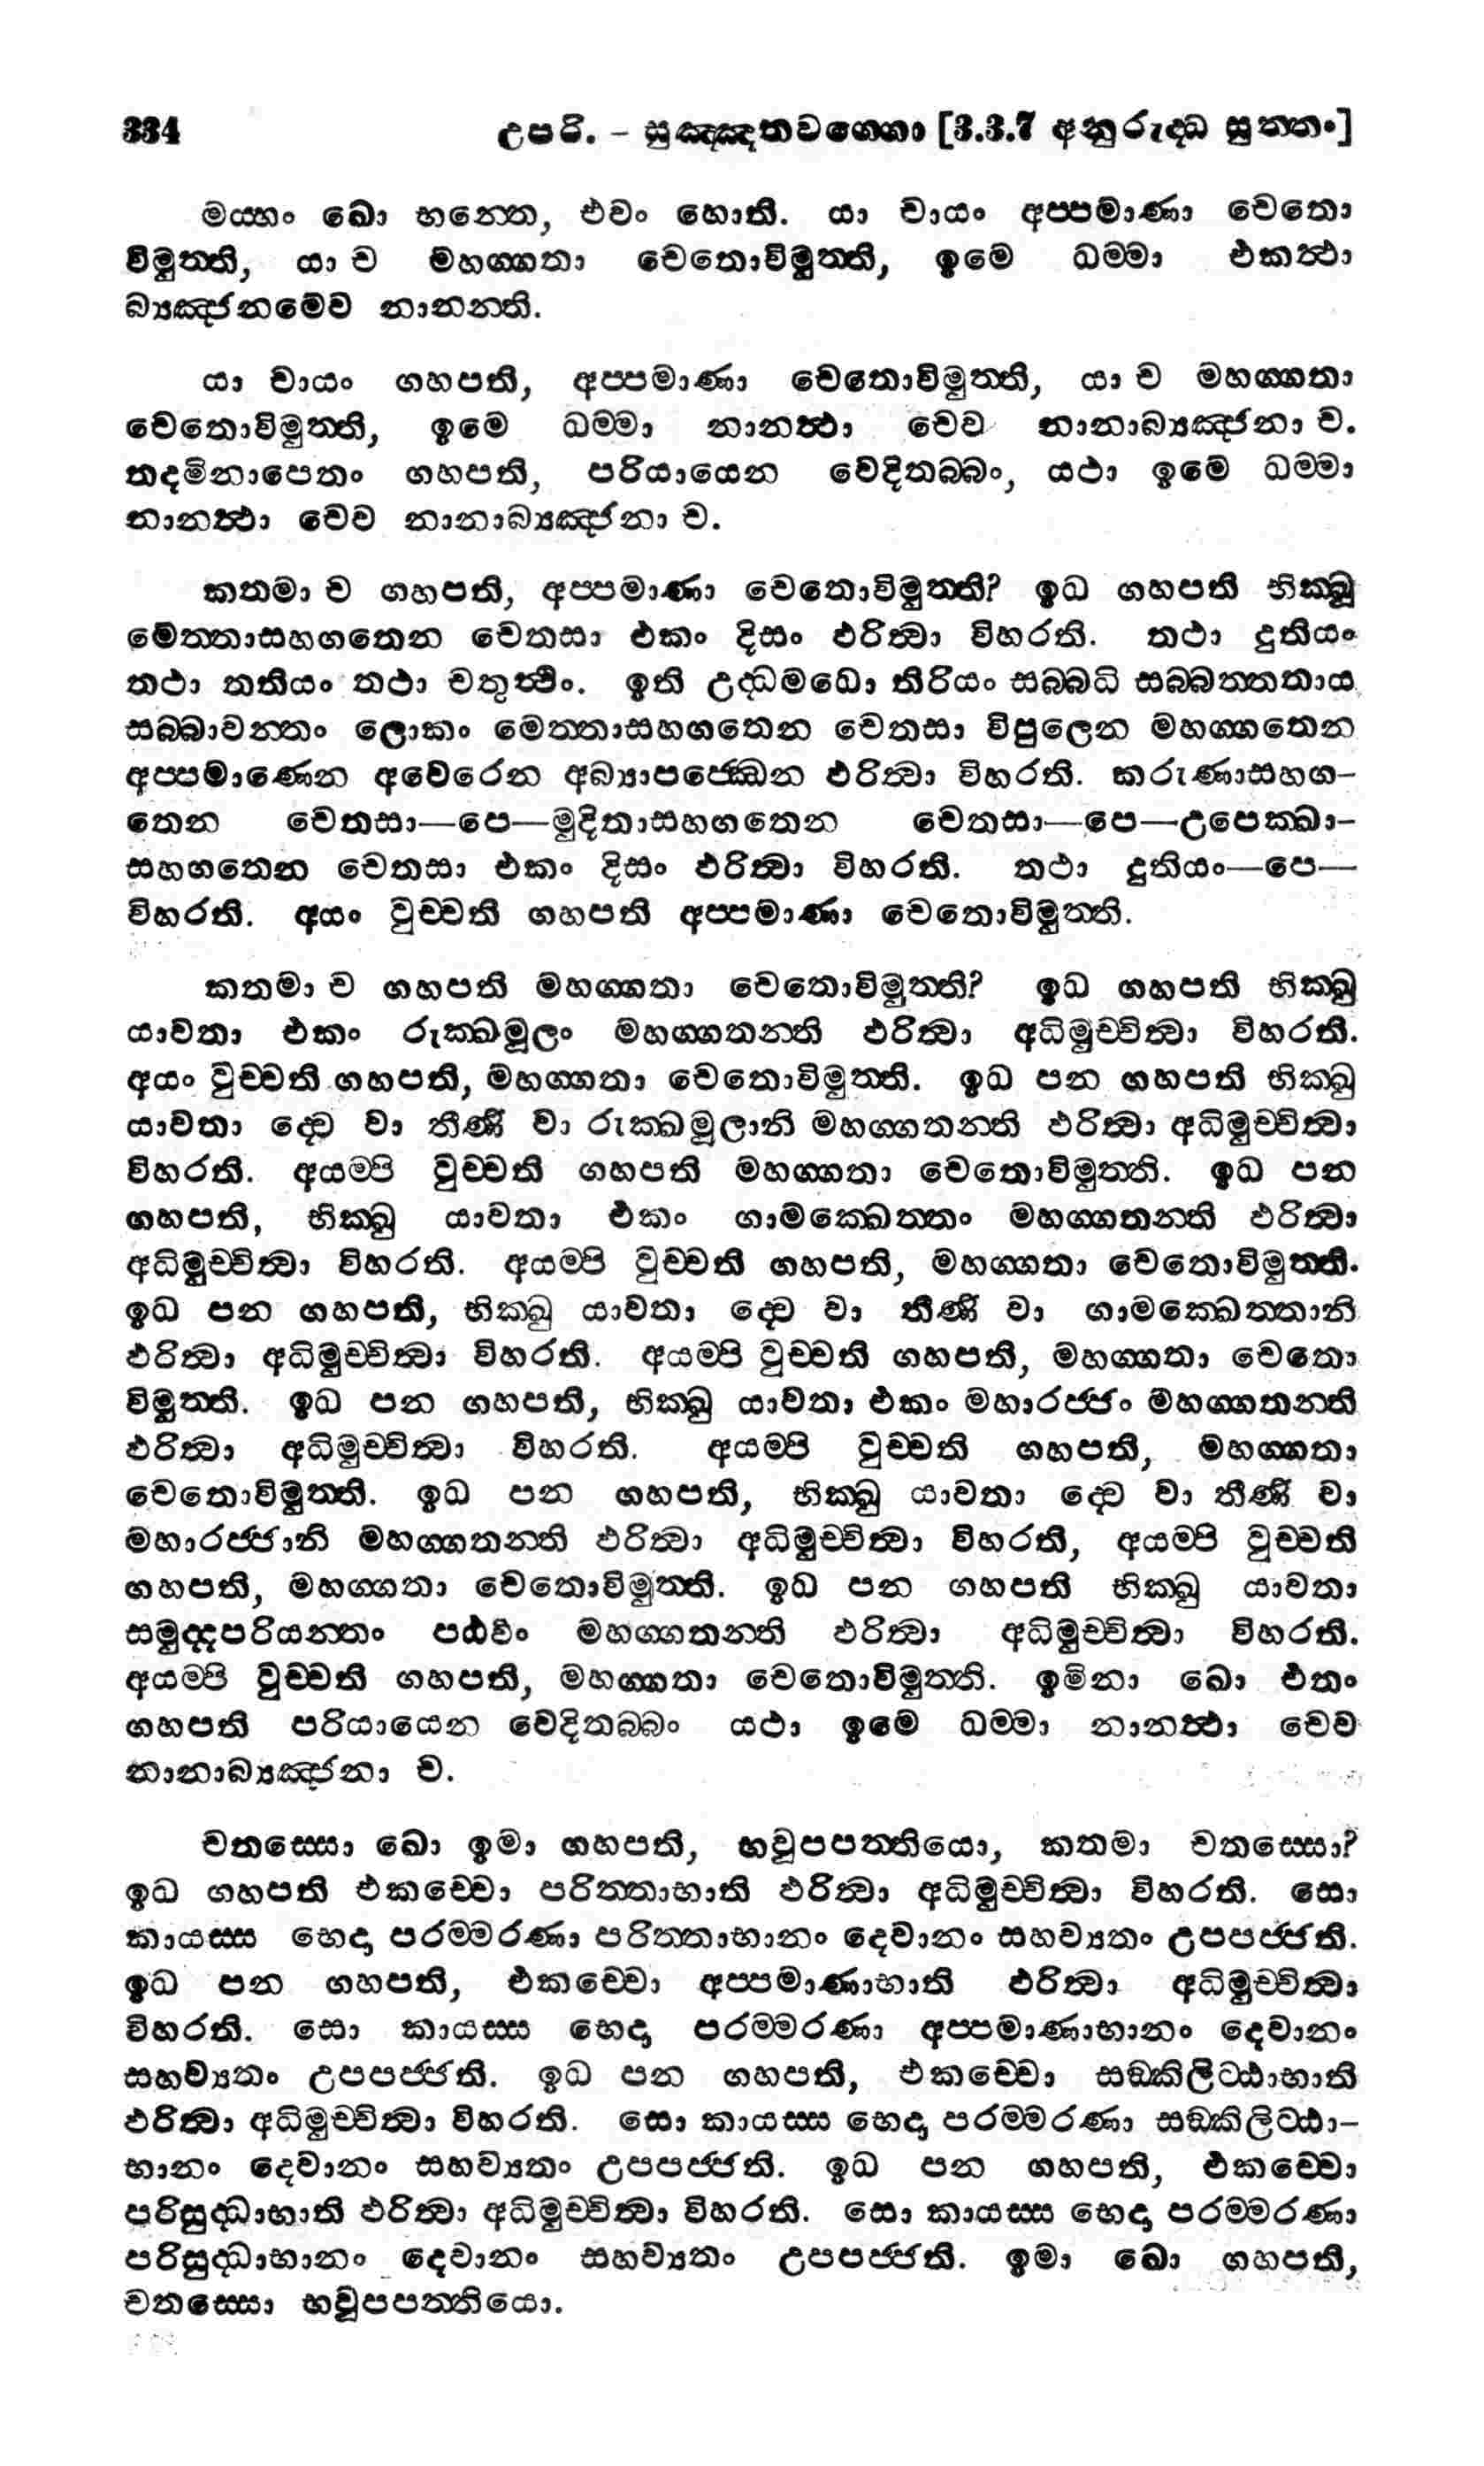 334 උපරි. – සුඤ්ඤතවග්ගො [3.3.7 අනුරුද්ධ සුත්තං]
මය්හං ඛො භන්තෙ, එවං හොති. යා චායං අප්පමාණා චෙතො
විමුත්ති, යා ච මහග්ගතා චෙතොවිමුත්ති, ඉමෙ ධම්මා එකත්ථා
බ්‍යඤ්ජනමේව නානන්ති.
යා චායං ගහපති, අප්පමාණා චෙතොවිමුත්ති, යා ච මහග්ගතා
චෙතොවිමුත්ති, ඉමෙ ධම්මා නානත්ථා චෙව නානාබ්‍යඤ්ජනා ච.
තදමිනාපෙතං ගහපති, පරියායෙන වෙදිතබ්බං, යථා ඉමෙ ධම්මා
නානත්ථා චෙව නානාබ්‍යඤ්ජනා ච.
කතමා ච ගහපති, අප්පමාණා චෙතොවිමුත්ති? ඉධ ගහපති භික්ඛූ
මෙත්තාසහගතෙන චෙතසා එකං දිසං ඵරිත්වා විහරති. තථා දුතියං
තථා තතියං තථා චතුත්ථිං. ඉති උද්ධමධො තිරියං සබ්බධි සබ්බත්තතාය
සබ්බාවන්තං ලොකං මෙත්තාසහගතෙන චෙතසා විපුලෙන මහග්ගතෙන
අප්පමාණෙන අවෙරෙන අබ්‍යාපජ්ඣෙන ඵරිත්වා විහරති. කරුණාසහග-
තෙන චෙතසා—පෙ—මුදිතාසහගතෙන චෙතසා—පෙ—උපෙක්ඛා-
සහගතෙන චෙතසා එකං දිසං ඵරිත්වා විහරති. තථා දුතියං—පෙ—
විහරති. අයං වුච්චති ගහපති අප්පමාණා චෙතොවිමුත්ති.
කතමා ච ගහපති මහග්ගතා චෙතොවිමුත්ති? ඉධ ගහපති භික්ඛු
යාවතා එකං රුක්ඛමූලං මහග්ගතන්ති ඵරිත්වා අධිමුච්චිත්වා විහරති.
අයං වුච්චති ගහපති, මහග්ගතා චෙතොවිමුත්ති. ඉධ පන ගහපති භික්ඛු
යාවතා ද්වෙ වා තීණි වා රුක්ඛමූලානි මහග්ගතන්ති ඵරිත්වා අධිමුච්චිත්වා
විහරති. අයම්පි වුච්චති ගහපති මහග්ගතා චෙතොවිමුත්ති. ඉධ පන
ගහපති, භික්ඛු යාවතා එකං ගාමක්ඛෙත්තං මහග්ගතන්ති ඵරිත්වා
අධිමුච්චිත්වා විහරති. අයම්පි වුච්චති ගහපති, මහග්ගතා චෙතොවිමුත්ති.
ඉධ පන ගහපති, භික්ඛු යාවතා ද්වෙ වා තීණි වා ගාමක්ඛෙත්තානි
ඵරිත්වා අධිමුච්චිත්වා විහරති. අයම්පි වුච්චති ගහපති, මහග්ගතා චෙතො
විමුත්ති. ඉධ පන ගහපති, භික්ඛු යාවතා එකං මහාරජ්ජං මහග්ගතන්ති
ඵරිත්වා අධිමුච්චිත්වා විහරති. අයම්පි වුච්චති ගහපති, මහග්ගතා
චෙතොවිමුත්ති. ඉධ පන ගහපති, භික්ඛු යාවතා ද්වෙ වා තීණි වා
මහාරජ්ජානි මහග්ගතන්ති ඵරිත්වා අධිමුච්චිත්වා විහරති, අයම්පි වුච්චති
ගහපති, මහග්ගතා චෙතොවිමුත්ති. ඉධ පන ගහපති භික්ඛු යාවතා
සමුද්දපරියන්තං පඨවිං මහග්ගතන්ති ඵරිත්වා අධිමුච්චිත්වා විහරති.
අයම්පි වුච්චති ගහපති, මහග්ගතා චෙතොවිමුත්ති. ඉමිනා ඛො එතං
ගහපති පරියායෙන වෙදිතබ්බං යථා ඉමෙ ධම්මා නානත්ථා චෙව
නානාබ්‍යඤ්ජනා ච.
චතස්සො ඛො ඉමා ගහපති, භවූපපත්තියො, කතමා චතස්සො?
ඉධ ගහපති එකච්චො පරිත්තාභාති ඵරිත්වා අධිමුච්චිත්වා විහරති. සො
කායස්ස භෙදා පරම්මරණා පරිත්තාභානං දෙවානං සහව්‍යතං උපපජ්ජති.
ඉධ පන ගහපති, එකච්චො අප්පමාණාභාති ඵරිත්වා අධිමුච්චිත්වා
විහරති. සො කායස්ස භෙදා පරම්මරණා අප්පමාණාභානං දෙවානං
සහව්‍යතං උපපජ්ජති. ඉධ පන ගහපති, එකච්චො සඞ්කිලිට්ඨාභාති
ඵරිත්වා අධිමුච්චිත්වා විහරති. සො කායස්ස භෙදා පරම්මරණා සඞ්කිලිට්ඨා-
භානං දෙවානං සහව්‍යතං උපපජ්ජති. ඉධ පන ගහපති, එකච්චො
පරිසුද්ධාභාති ඵරිත්වා අධිමුච්චිත්වා විහරති. සො කායස්ස භෙදා පරම්මරණා
පරිසුද්ධාභානං දෙවානං සහව්‍යතං උපපජ්ජති. ඉමා ඛො ගහපති,
චතස්සො භවූපපත්තියො.